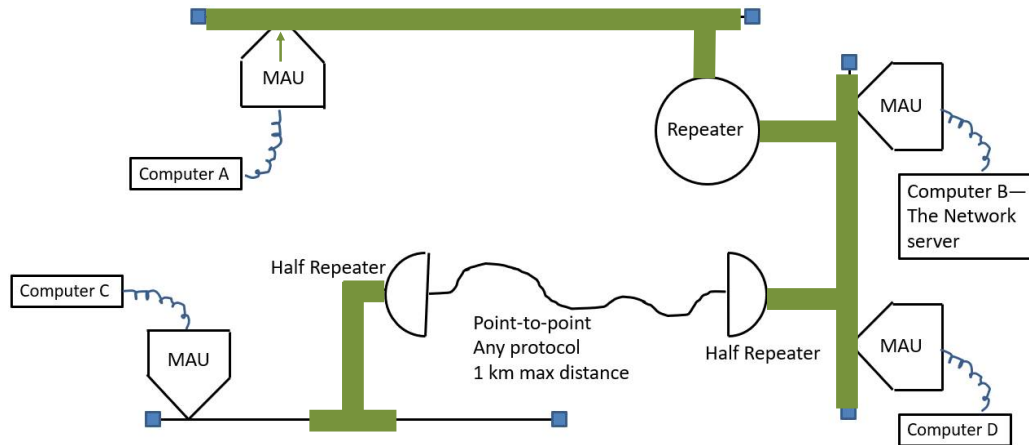 MAU
MAU
Repeater
Computer A
Computer B—
The Network
server
Half Repeater
Computer C
Point-to-point
Any protocol
1 km max distance
Half Repeater
MAU
MAU
Computer D